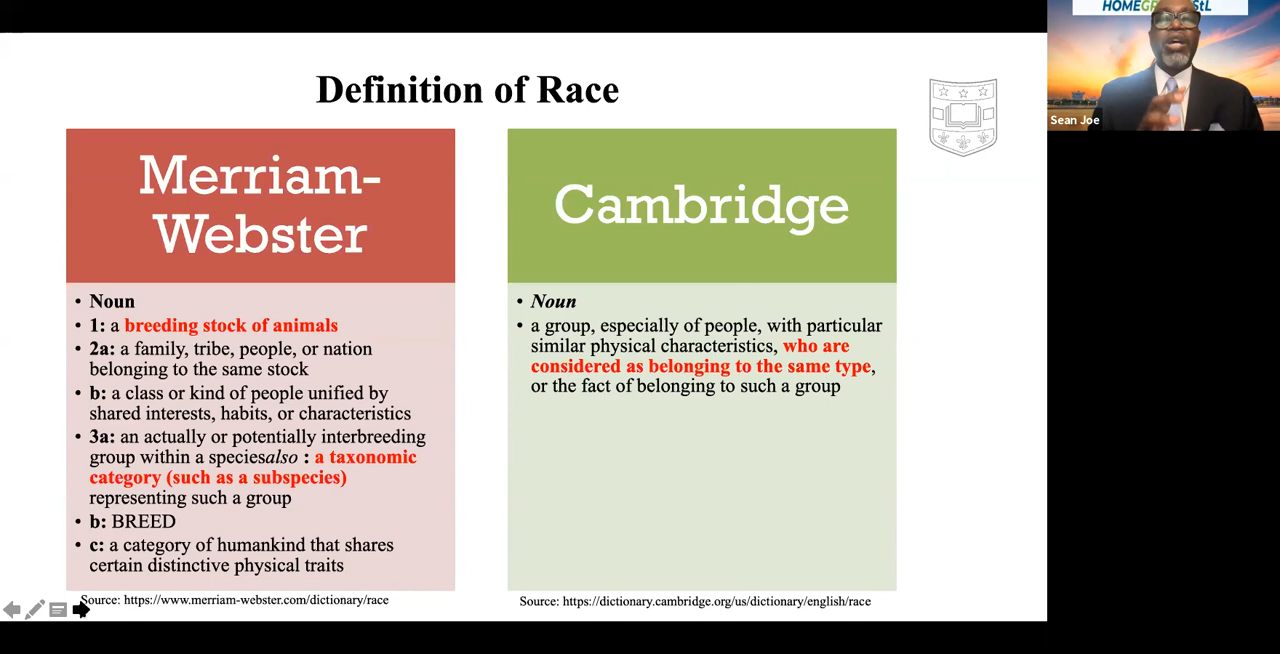 Definition of Race
Merriam-
Webster
• Noun
• 1: a breeding stock of animals
• 2a: a family, tribe, people, or nation
belonging to the same stock
• b: a class or kind of people unified by
shared interests, habits, or characteristics
• 3a: an actually or potentially interbreeding
group within a speciesalso : a taxonomic
category (such as a subspecies)
representing such a group
• b: BREED
• c: a category of humankind that shares
certain distinctive physical traits
Source: https://www.merriam-webster.com/dictionary/race
Cambridge
• Noun
• a group, especially of people, with particular
similar physical characteristics, who are
considered as belonging to the same type,
or the fact of belonging to such a group
Source: https://dictionary.cambridge.org/us/dictionary/english/race
Sean Joe